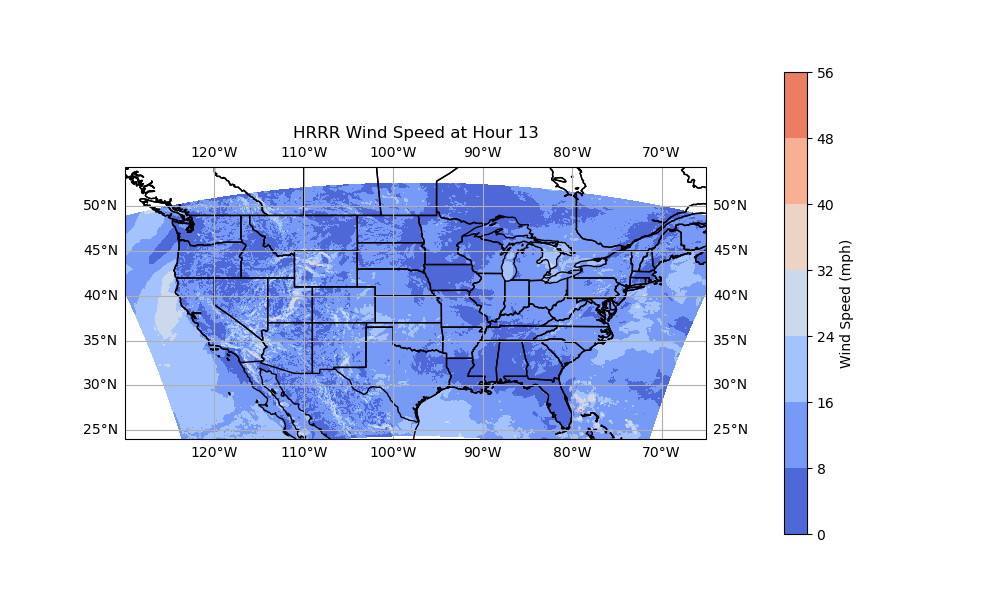 HRRR Wind Speed at Hour 13
120°W 110°W 100°W 90°W 80°W 70°W
50°N 50°N
45°N 45°N
40°N 40°N
35°N 35°N
30°N 30°N
25°N 25°N
120°W 110°W 100°W 90°W 80°W 70°W
56
48
40
32
24
16
8
0
Wind Speed (mph)